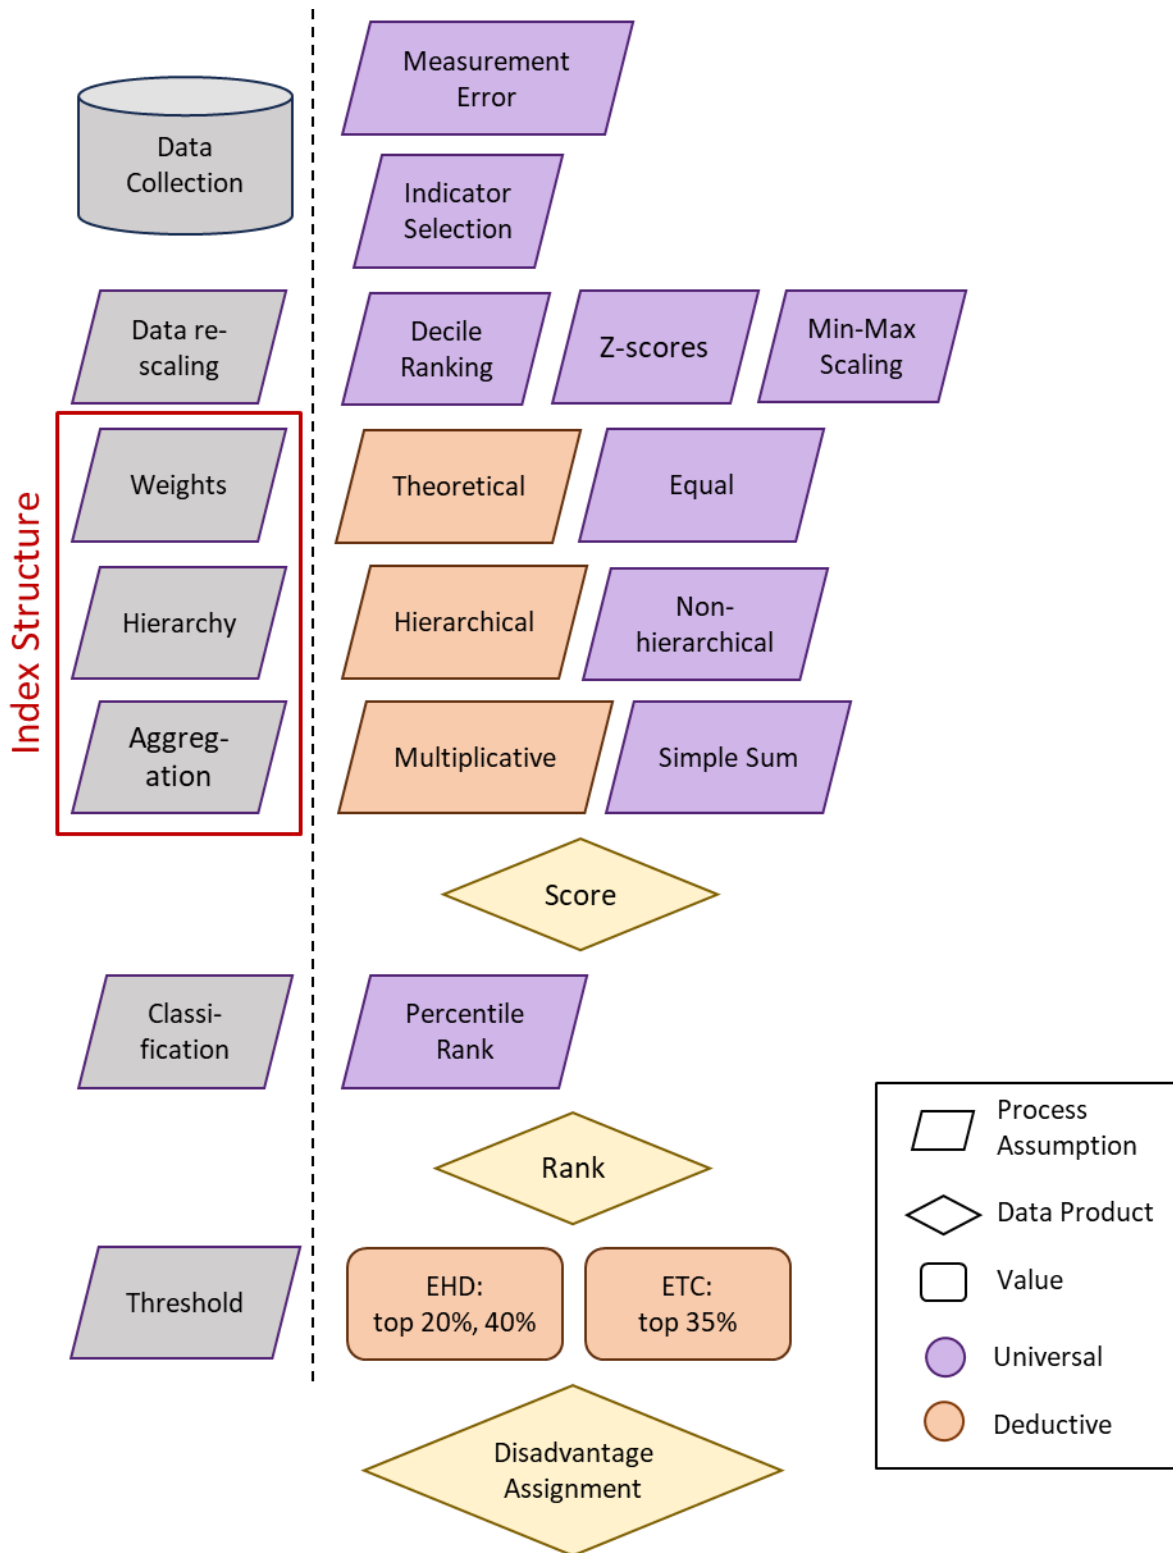 Measurement
Error
Data
Collection
Indicator
Selection
Data re-
scaling
Decile
Ranking
Z-scores
Min-Max
Scaling
Index Structure
Weights
Theoretical
Equal
Hierarchy
Hierarchical
Non-
hierarchical
Aggreg-
ation
Multiplicative
Simple Sum
Score
Classi-
fication
Percentile
Rank
Rank
Threshold
EHD:
top 20%, 40%
ETC:
top 35%
Disadvantage
Assignment
Process
Assumption
Data Product
Value
Universal
Deductive